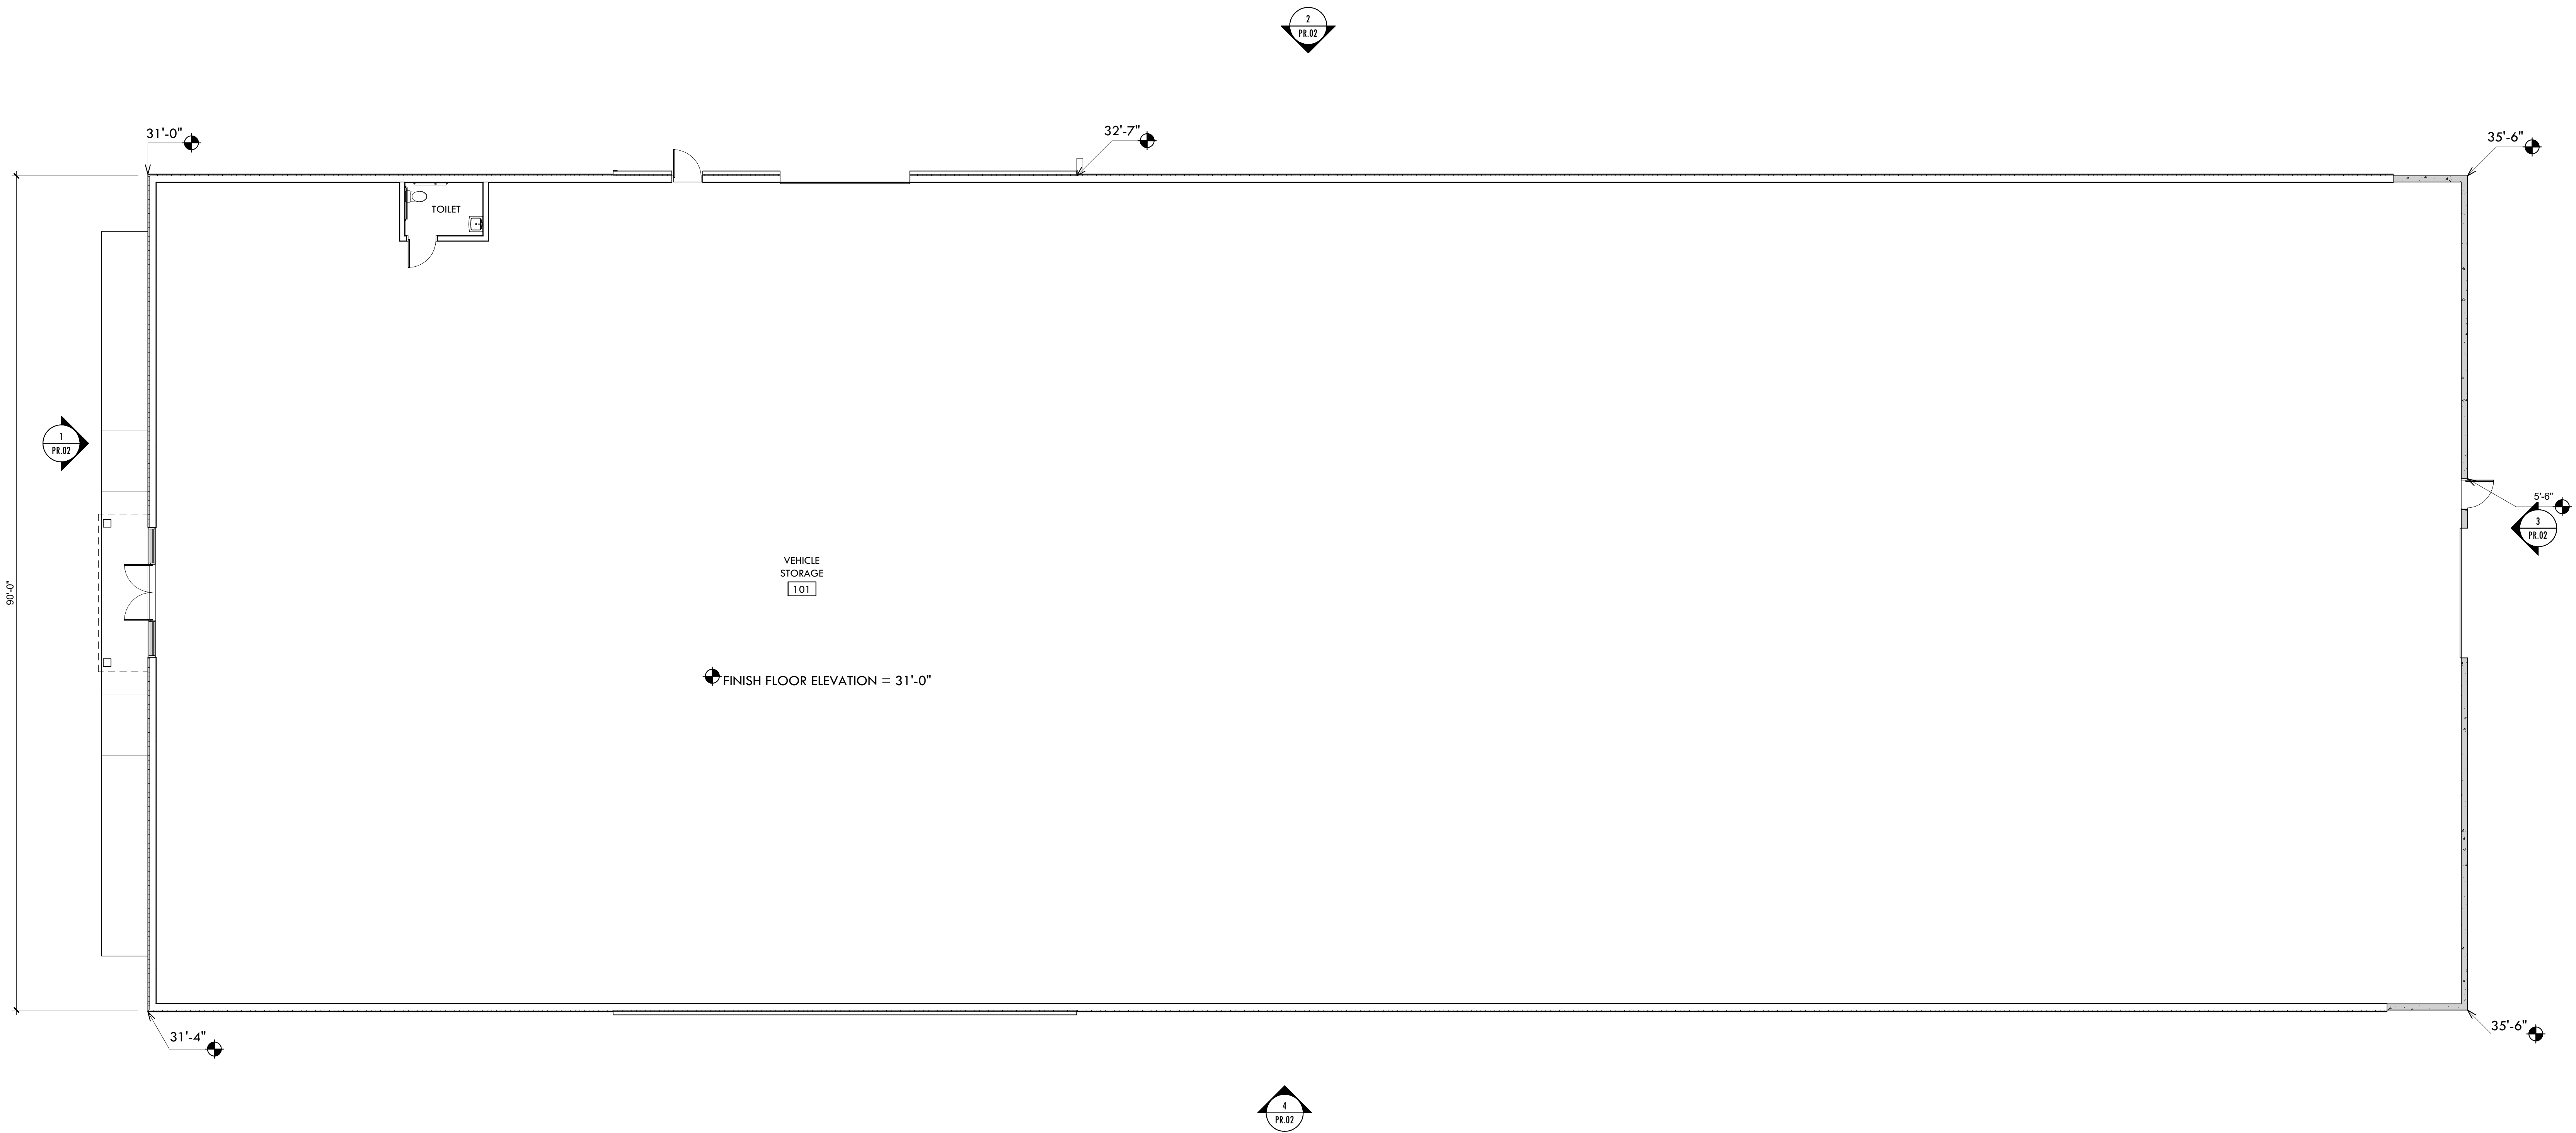 2
PR.02
31'-0"
32'-7"
35'-6"
TOILET
1
PR.02
5'-6"
3
PR.02
VEHICLE
STORAGE
101
90'-0"
FINISH FLOOR ELEVATION = 31'-0"
31'-4"
35'-6"
4
PR.02